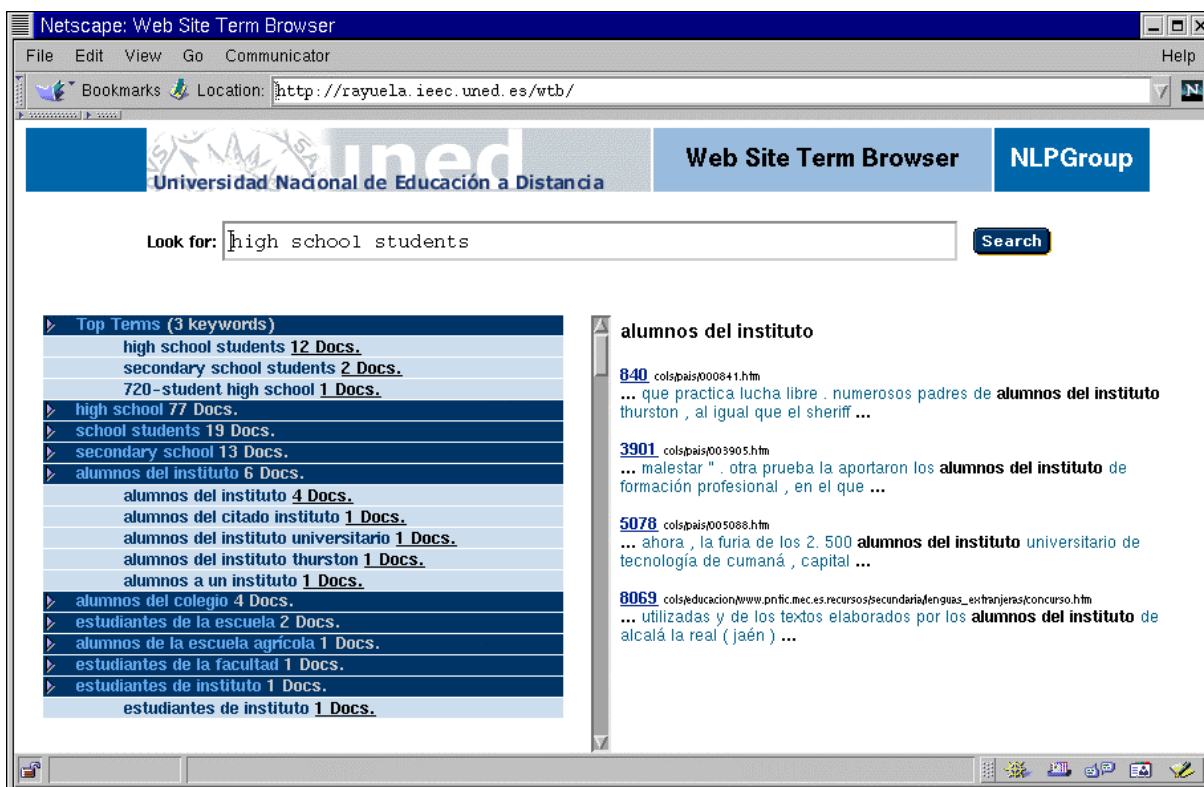 Netscape: Web Site Term Browser
File Edit View Go Communicator Help
Bookmarks Location: http://rayuela.ieec.uned.es/wtb/ N
uned
Universidad Nacional de Educación a Distancia
Web Site Term Browser
NLPGroup
Look for: high school students Search
Top Terms (3 keywords)
high school students 12 Docs.
secondary school students 2 Docs.
720-student high school 1 Docs.
high school 77 Docs.
school students 19 Docs.
secondary school 13 Docs.
alumnos del instituto 6 Docs.
alumnos del instituto 4 Docs.
alumnos del citado instituto 1 Docs.
alumnos del instituto universitario 1 Docs.
alumnos del instituto thurston 1 Docs.
alumnos a un instituto 1 Docs.
alumnos del colegio 4 Docs.
estudiantes de la escuela 2 Docs.
alumnos de la escuela agrícola 1 Docs.
estudiantes de la facultad 1 Docs.
estudiantes de instituto 1 Docs.
estudiantes de instituto 1 Docs.
alumnos del instituto
840 cols/pais/000841.htm
... que practica lucha libre . numerosos padres de alumnos del instituto
thurston , al igual que el sheriff ...
3901 cols/pais/003905.htm
... malestar " . otra prueba la aportaron los alumnos del instituto de
formación profesional , en el que ...
5078 cols/pais/005088.htm
... ahora , la furia de los 2. 500 alumnos del instituto universitario de
tecnología de cumaná , capital ...
8069 cols/educacion/www.pntic.mec.es.recursos/secundaria/lenguas_extranjeras/concurso.htm
... utilizadas y de los textos elaborados por los alumnos del instituto de
alcalá la real ( jaén ) ...